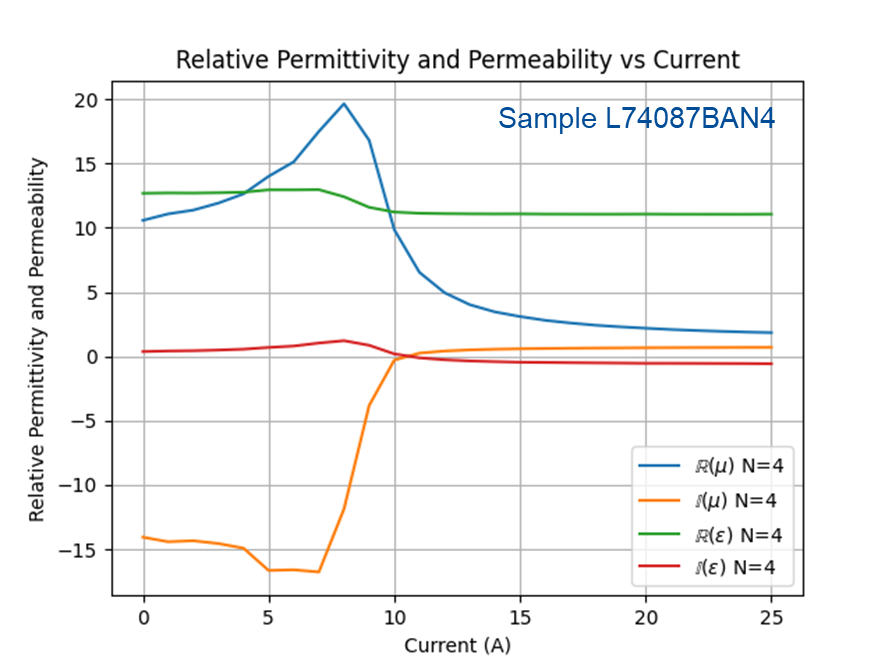 Relative Permittivity and Permeability vs Current
Sample L74087BAN4
Relative Permittivity and Permeability
20
15
10
5
0
−5
−10
−15
ℝ(μ) N=4
𝕀(μ) N=4
ℝ(ε) N=4
𝕀(ε) N=4
0 5 10 15 20 25
Current (A)